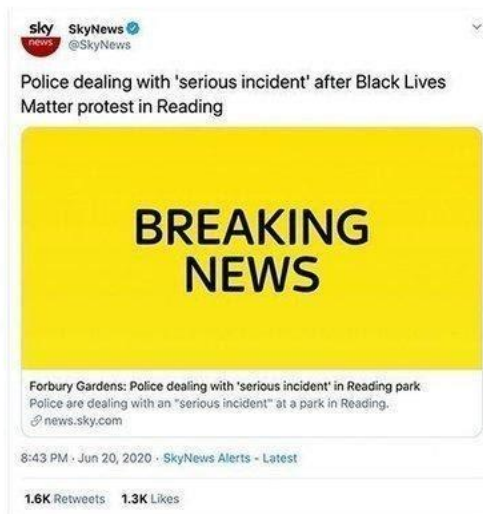 sky SkyNews
news @SkyNews
Police dealing with 'serious incident' after Black Lives
Matter protest in Reading
BREAKING
NEWS
Forbury Gardens: Police dealing with 'serious incident' in Reading park
Police are dealing with an "serious incident" at a park in Reading.
news.sky.com
8:43 PM · Jun 20, 2020 · SkyNews Alerts - Latest
1.6K Retweets 1.3K Likes